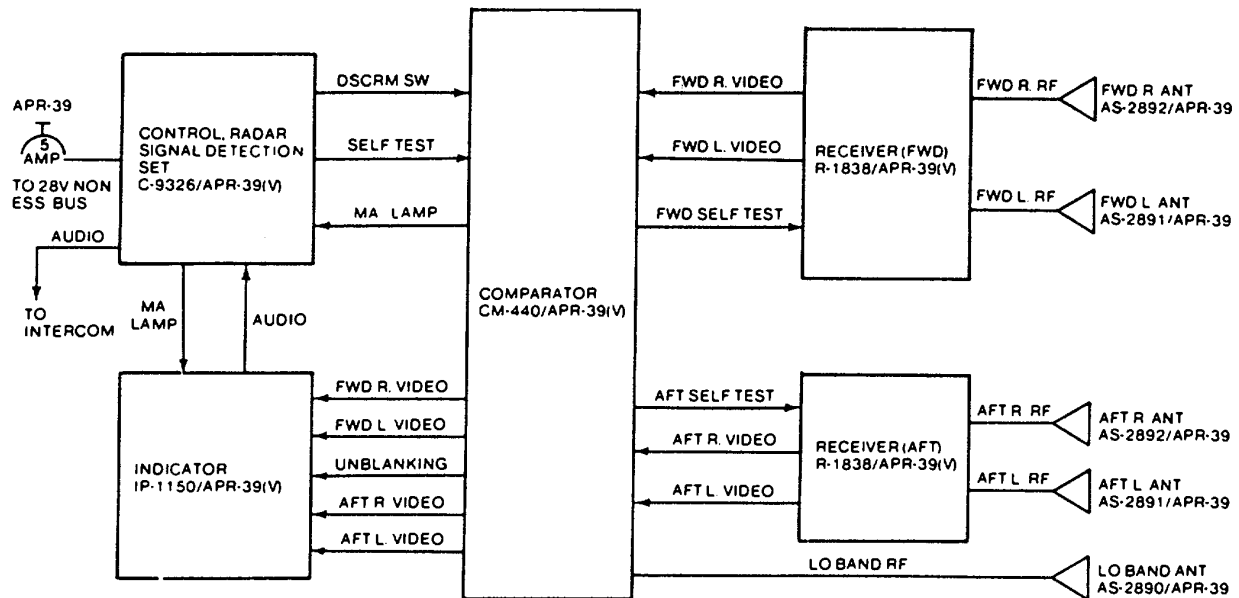 APR-39
5
AMP
TO 28V NON
ESS BUS
AUDIO
TO
INTERCOM
CONTROL, RADAR
SIGNAL DETECTION
SET
C-9326/APR-39(V)
DSCRM SW
SELF TEST
MA LAMP
MA
LAMP
AUDIO
INDICATOR
IP-1150/APR-39(V)
FWD R. VIDEO
FWD L VIDEO
UNBLANKING
AFT R VIDEO
AFT L. VIDEO
COMPARATOR
CM-440/APR-39(V)
FWD R. VIDEO
FWD L. VIDEO
FWD SELF TEST
RECEIVER (FWD)
R-1838/APR-39(V)
FWD R. RF
FWD R ANT
AS-2892/APR-39
FWD L. RF
FWD L ANT
AS-2891/APR-39
AFT SELF TEST
AFT R. VIDEO
AFT L. VIDEO
RECEIVER (AFT)
R-1838/APR-39(V)
AFT R RF
AFT R ANT
AS-2892/APR-39
AFT L RF
AFT L ANT
AS-2891/APR-39
LO BAND RF
LO BAND ANT
AS-2890/APR-39